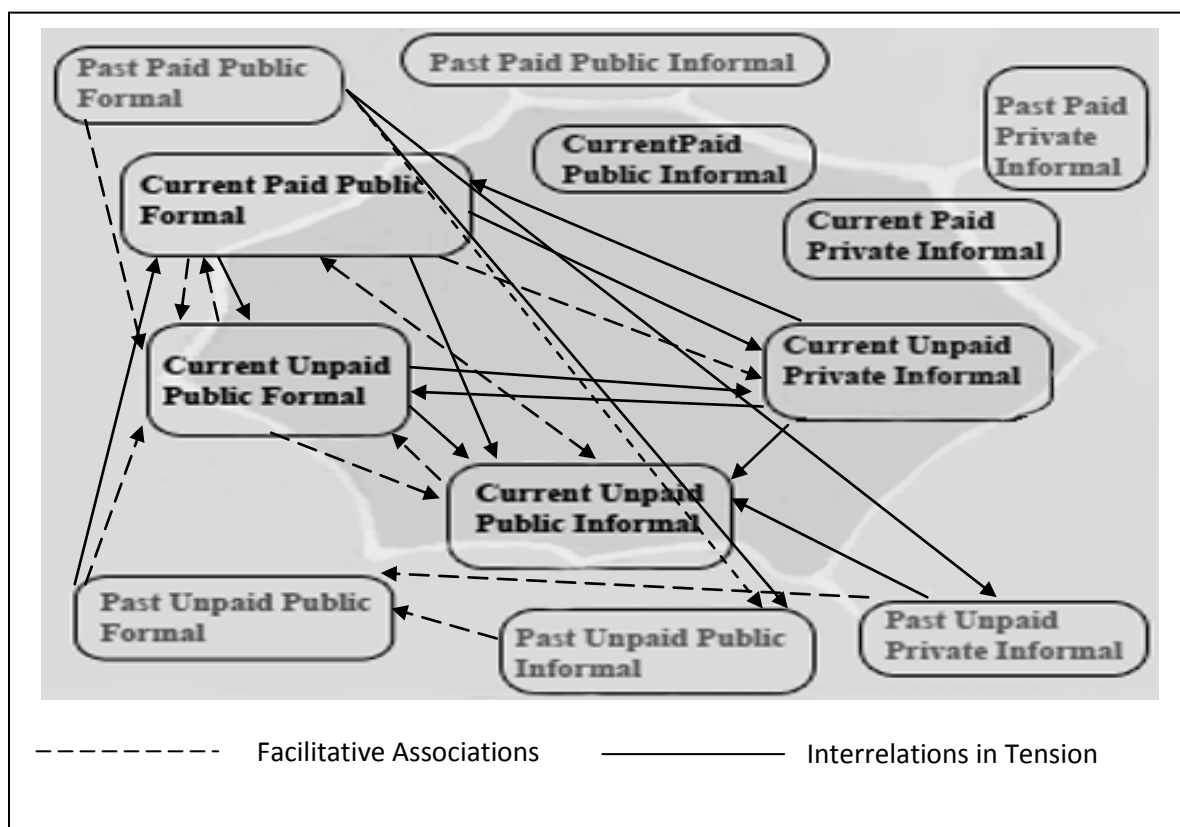 Past Paid Public
Formal
Past Paid Public Informal
Past Paid
Private
Informal
CurrentPaid
Public Informal
Current Paid Public
Formal
Current Paid
Private Informal
Current Unpaid
Public Formal
Current Unpaid
Private Informal
Current Unpaid
Public Informal
Past Unpaid Public
Formal
Past Unpaid Public
Informal
Past Unpaid
Private Informal
Facilitative Associations
Interrelations in Tension